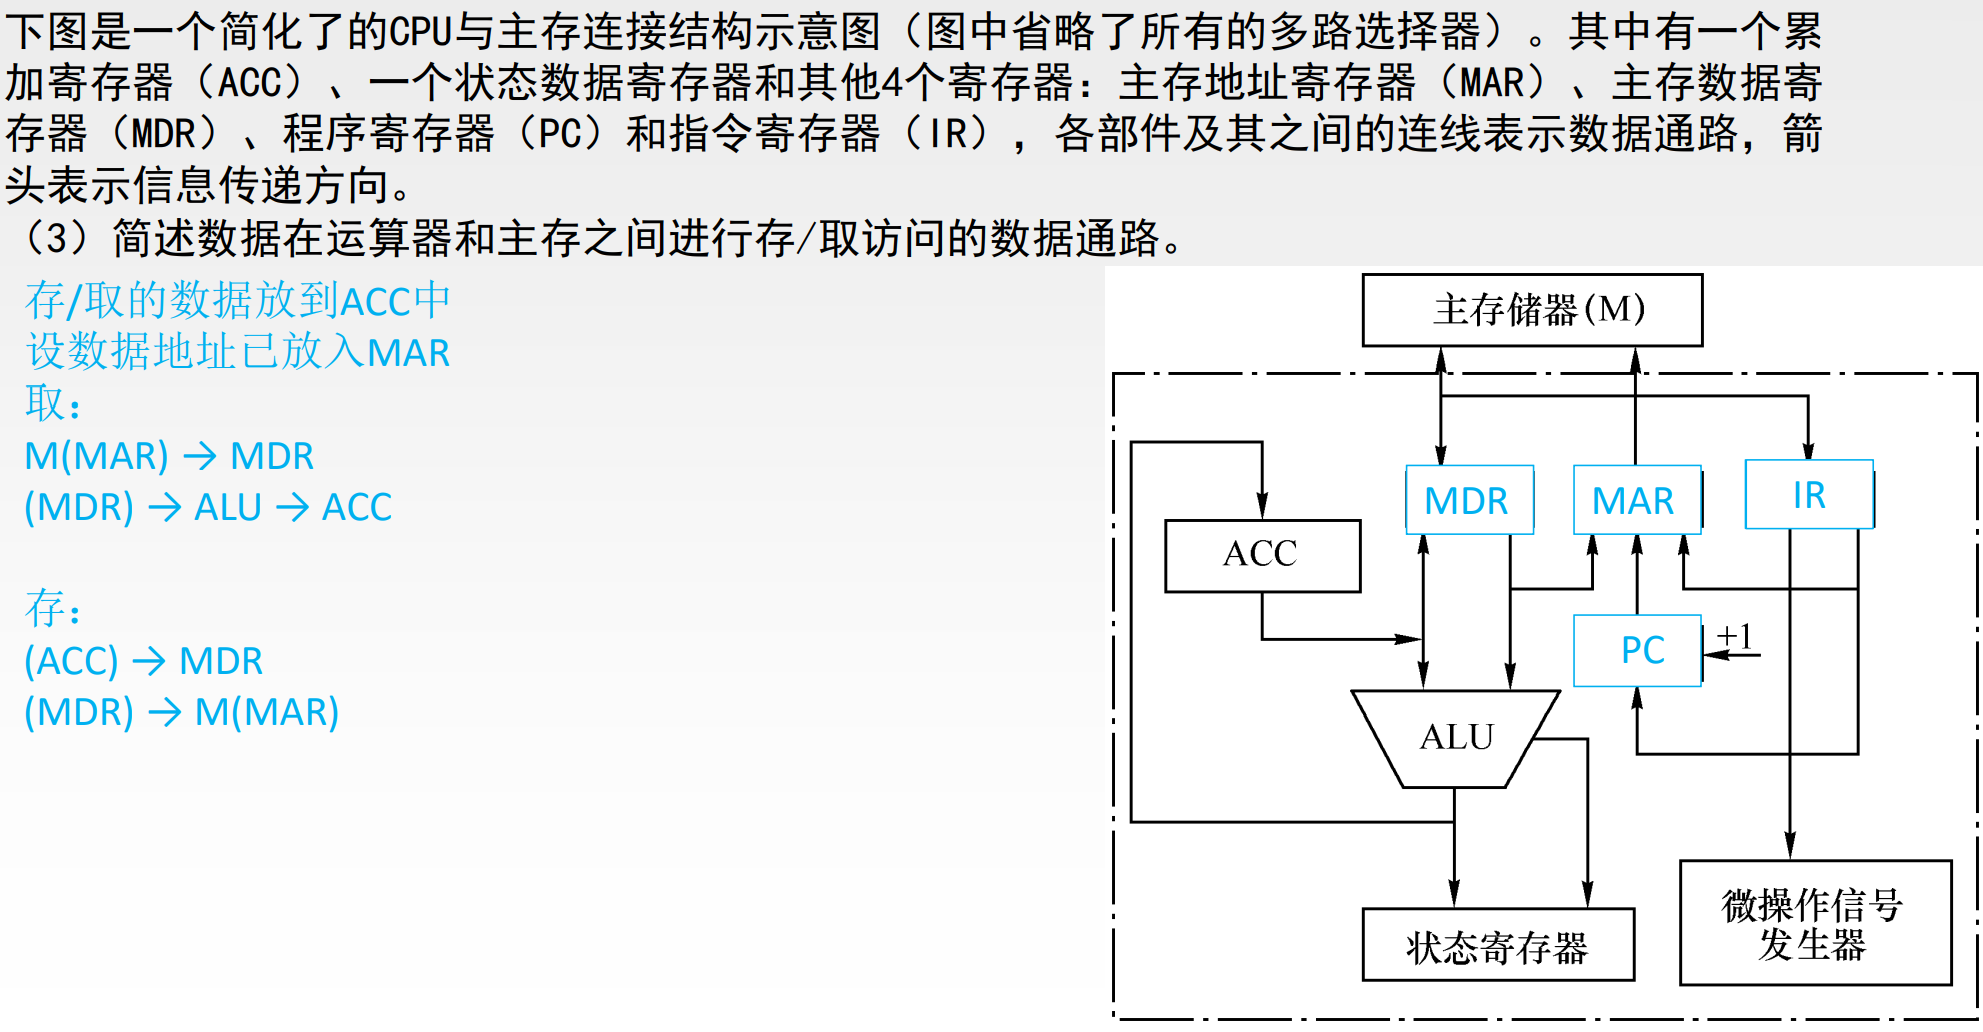 下图是一个简化了的CPU与主存连接结构示意图（图中省略了所有的多路选择器）。其中有一个累
加寄存器（ACC）、一个状态数据寄存器和其他4个寄存器：主存地址寄存器（MAR）、主存数据寄
存器（MDR）、程序寄存器（PC）和指令寄存器（IR），各部件及其之间的连线表示数据通路，箭
头表示信息传递方向。
（3）简述数据在运算器和主存之间进行存/取访问的数据通路。
存/取的数据放到ACC中
设数据地址已放入MAR
取：
M(MAR) → MDR
(MDR) → ALU → ACC
存：
(ACC) → MDR
(MDR) → M(MAR)
主存储器(M)
MDR
MAR
IR
ACC
PC
+1
ALU
状态寄存器
微操作信号
发生器